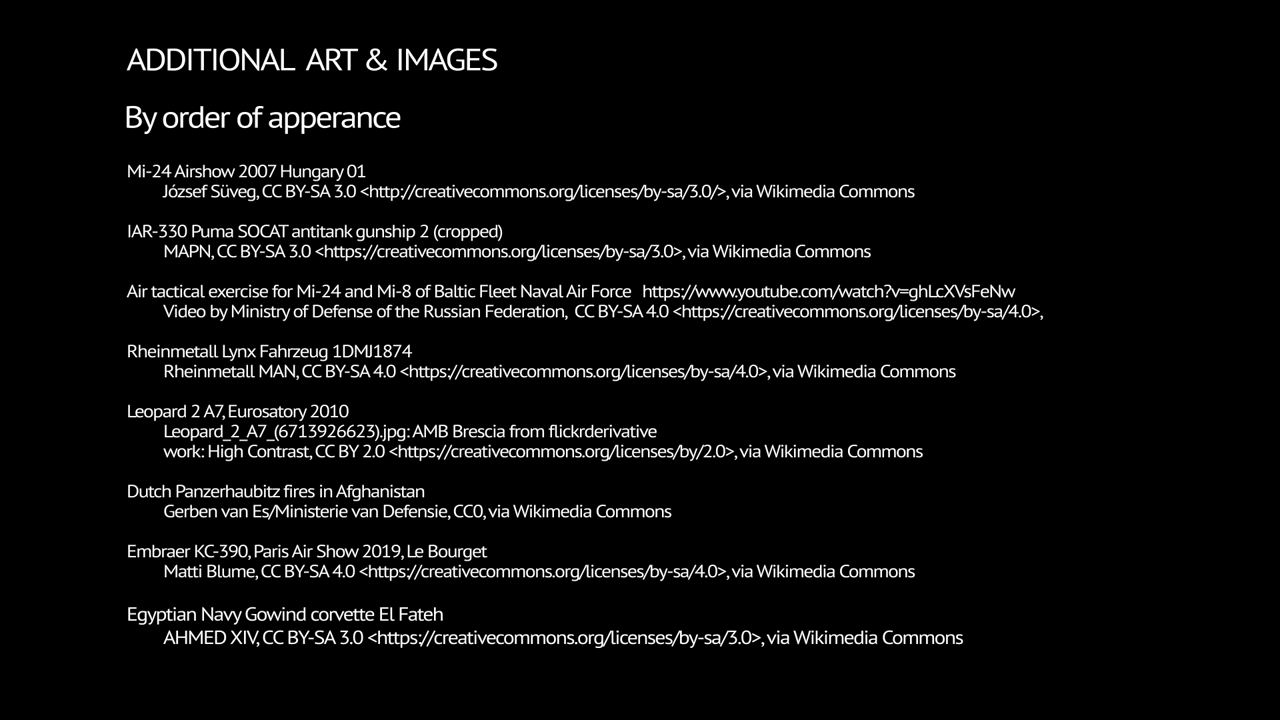 ADDITIONAL ART & IMAGES
By order of apperance
Mi-24 Airshow 2007 Hungary 01
József Süveg, CC BY-SA 3.0 <http://creativecommons.org/licenses/by-sa/3.0/>, via Wikimedia Commons
IAR-330 Puma SOCAT antitank gunship 2 (cropped)
MAPN, CC BY-SA 3.0 <https://creativecommons.org/licenses/by-sa/3.0>, via Wikimedia Commons
Air tactical exercise for Mi-24 and Mi-8 of Baltic Fleet Naval Air Force https://www.youtube.com/watch?v=ghLcXVsFeNw
Video by Ministry of Defense of the Russian Federation, CC BY-SA 4.0 <https://creativecommons.org/licenses/by-sa/4.0>,
Rheinmetall Lynx Fahrzeug 1DMJ1874
Rheinmetall MAN, CC BY-SA 4.0 <https://creativecommons.org/licenses/by-sa/4.0>, via Wikimedia Commons
Leopard 2 A7, Eurosatory 2010
Leopard_2_A7_(6713926623).jpg: AMB Brescia from flickrderivative
work: High Contrast, CC BY 2.0 <https://creativecommons.org/licenses/by/2.0>, via Wikimedia Commons
Dutch Panzerhaubitz fires in Afghanistan
Gerben van Es/Ministerie van Defensie, CC0, via Wikimedia Commons
Embraer KC-390, Paris Air Show 2019, Le Bourget
Matti Blume, CC BY-SA 4.0 <https://creativecommons.org/licenses/by-sa/4.0>, via Wikimedia Commons
Egyptian Navy Gowind corvette El Fateh
AHMED XIV, CC BY-SA 3.0 <https://creativecommons.org/licenses/by-sa/3.0>, via Wikimedia Commons